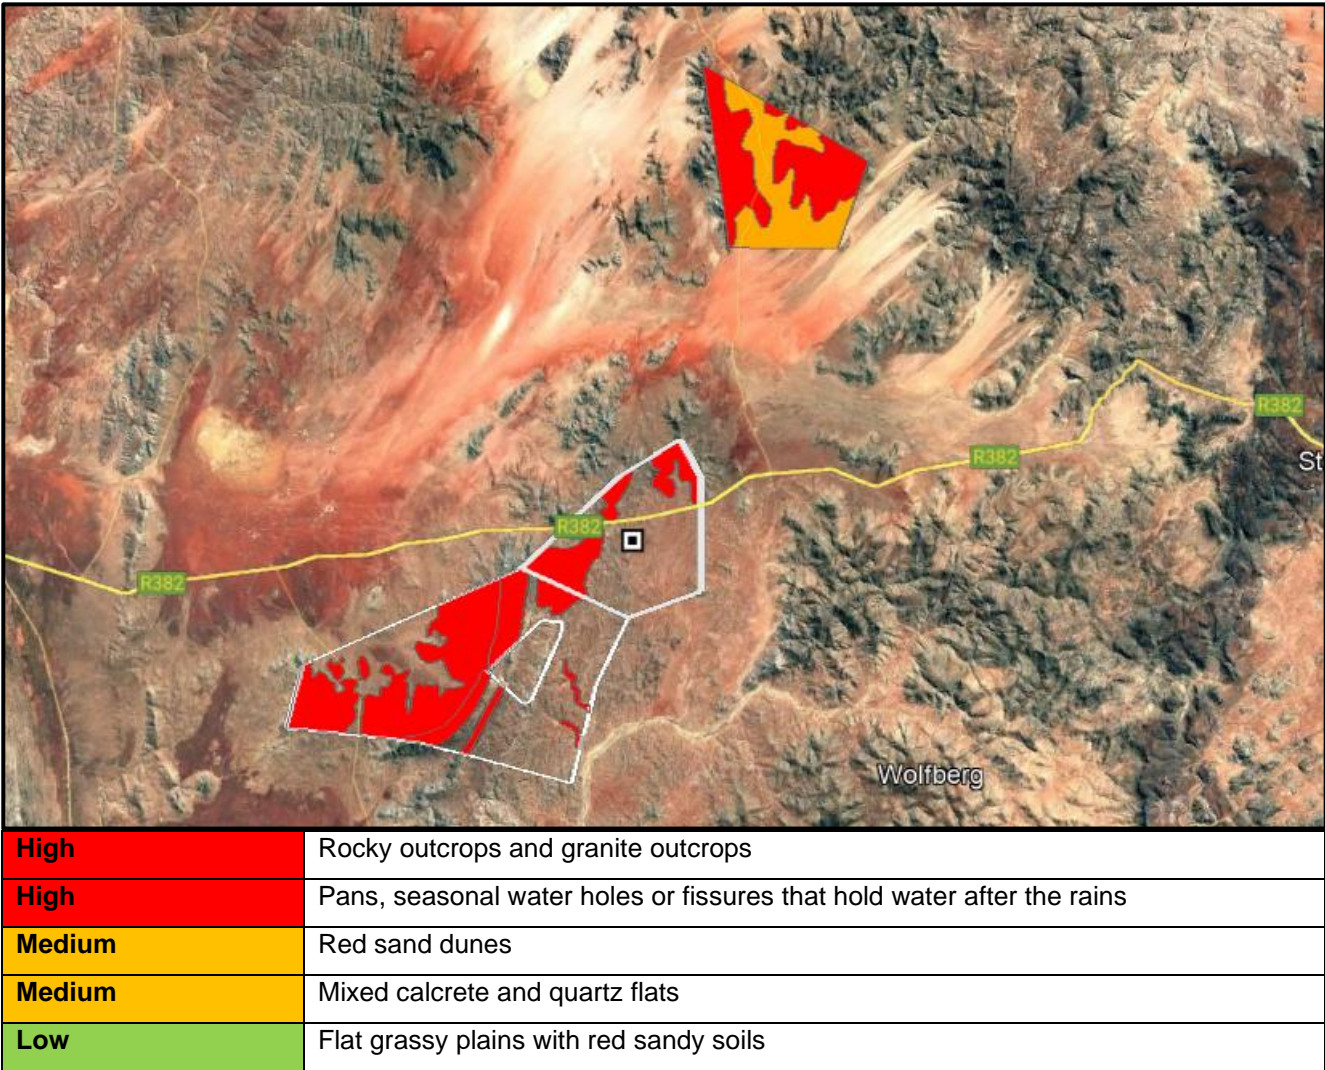 R382
R382
St
R382
R382
Wolfberg
High Rocky outcrops and granite outcrops
High Pans, seasonal water holes or fissures that hold water after the rains
Medium Red sand dunes
Medium Mixed calcrete and quartz flats
Low Flat grassy plains with red sandy soils